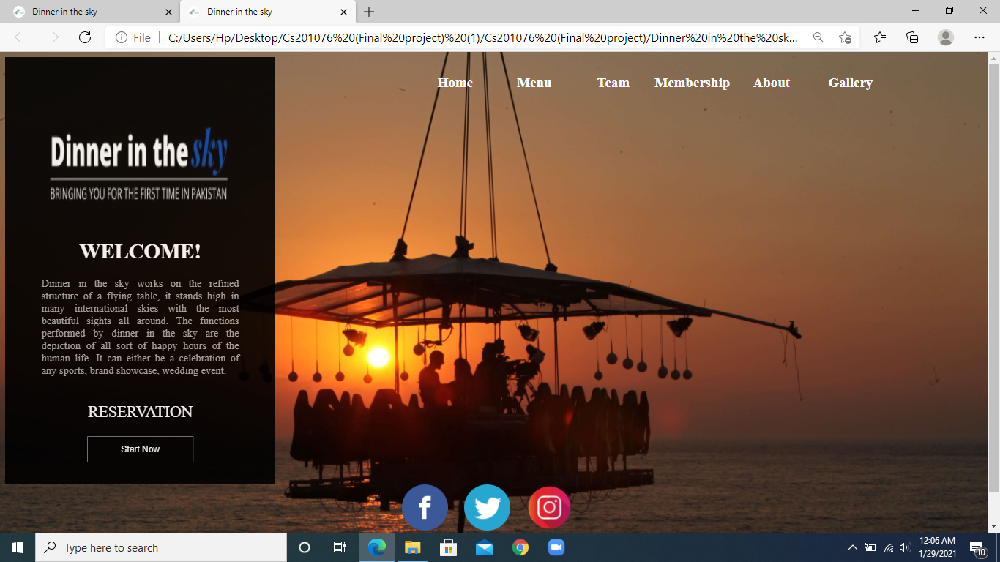 Dinner in the sky
Dinner in the sky
File
C:/Users/Hp/Desktop/Cs201076%20(Final%20project)%20(1)/Cs201076%20(Final%20project)/Dinner%20in%20the%20sk...
Home Menu Team Membership About Gallery
Dinner in the sky
BRINGING YOU FOR THE FIRST TIME IN PAKISTAN
WELCOME!
Dinner in the sky works on the refined
structure of a flying table, it stands high in
many international skies with the most
beautiful sights all around. The functions
performed by dinner in the sky are the
depiction of all sort of happy hours of the
human life. It can either be a celebration of
any sports, brand showcase, wedding event.
RESERVATION
Start Now
Type here to search
12:06 AM
1/29/2021
10